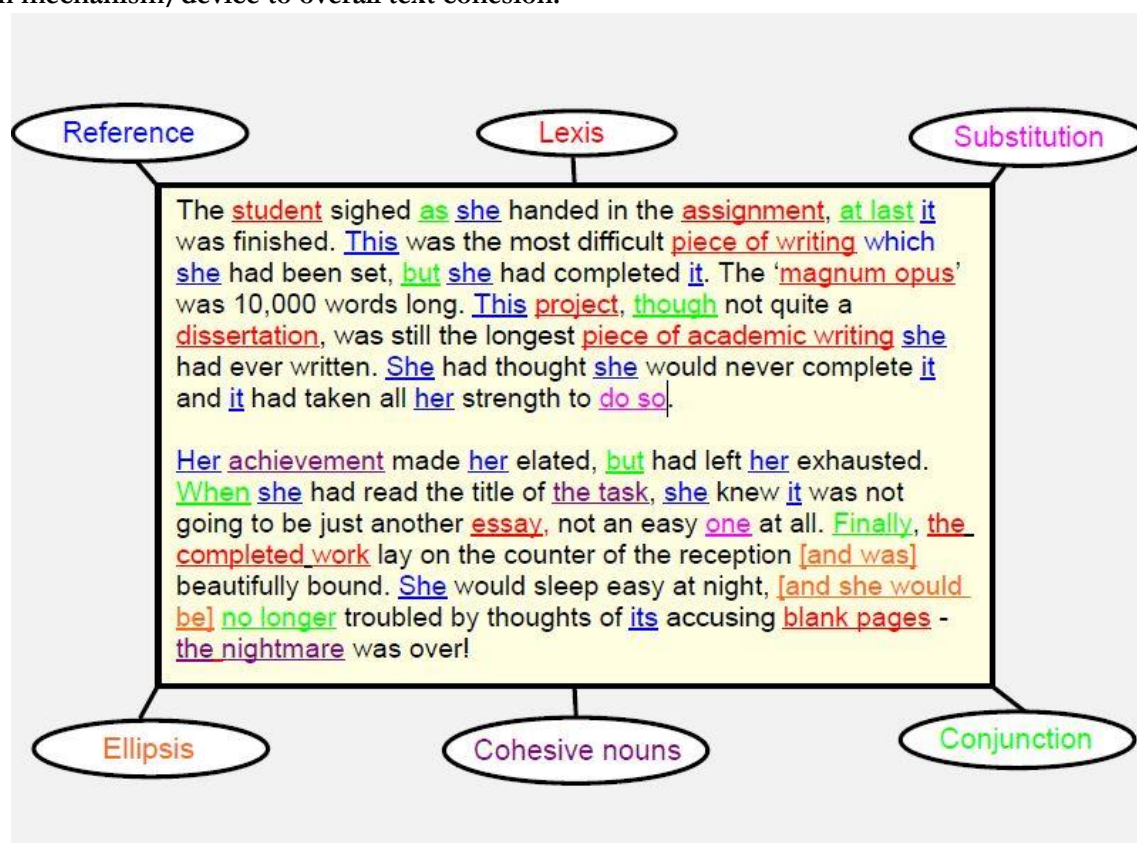 mechanism/device to overall text cohesion.
Reference
Lexis
Substitution
The student sighed as she handed in the assignment, at last it
was finished. This was the most difficult piece of writing which
she had been set, but she had completed it. The ‘magnum opus’
was 10,000 words long. This project, though not quite a
dissertation, was still the longest piece of academic writing she
had ever written. She had thought she would never complete it
and it had taken all her strength to do so.
Her achievement made her elated, but had left her exhausted.
When she had read the title of the task, she knew it was not
going to be just another essay, not an easy one at all. Finally, the
completed work lay on the counter of the reception [and was]
beautifully bound. She would sleep easy at night, [and she would
be] no longer troubled by thoughts of its accusing blank pages -
the nightmare was over!
Ellipsis
Cohesive nouns
Conjunction